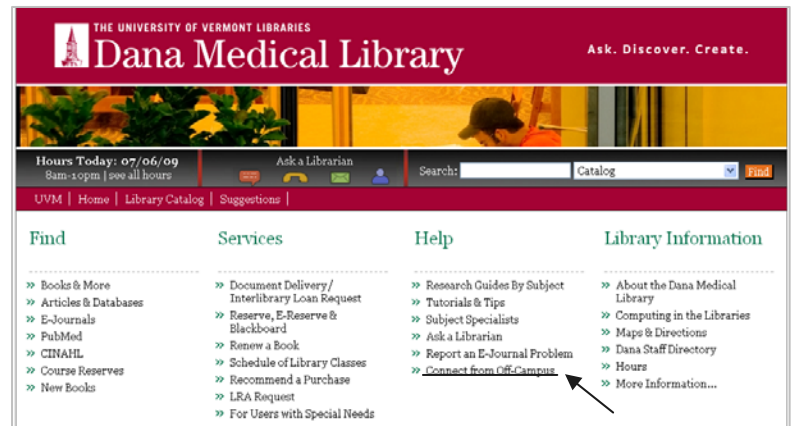 THE UNIVERSITY OF VERMONT LIBRARIES
Dana Medical Library
Ask. Discover. Create.
Hours Today: 07/06/09
8am-10pm | see all hours
Ask a Librarian
Search:
Catalog
Find
UVM | Home | Library Catalog | Suggestions |
Find
» Books & More
» Articles & Databases
» E-Journals
» PubMed
» CINAHL
» Course Reserves
» New Books
Services
» Document Delivery/
Interlibrary Loan Request
» Reserve, E-Reserve &
Blackboard
» Renew a Book
» Schedule of Library Classes
» Recommend a Purchase
» LRA Request
» For Users with Special Needs
Help
» Research Guides By Subject
» Tutorials & Tips
» Subject Specialists
» Ask a Librarian
» Report an E-Journal Problem
» Connect from Off-Campus
Library Information
» About the Dana Medical
Library
» Computing in the Libraries
» Maps & Directions
» Dana Staff Directory
» Hours
» More Information...